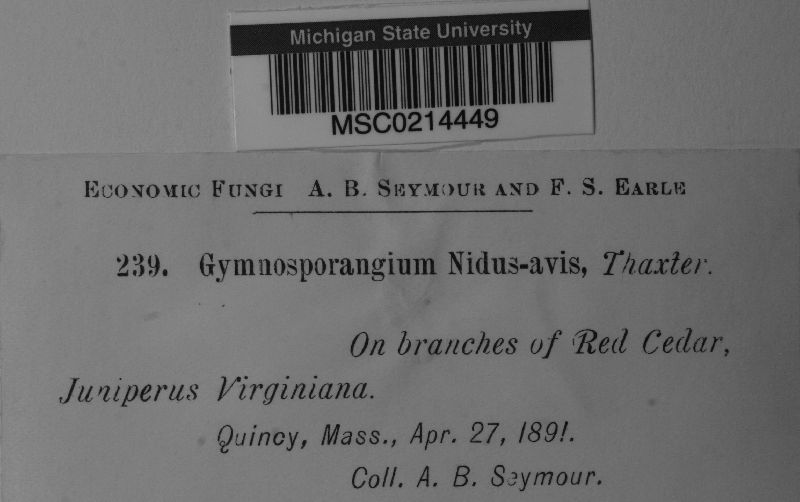 Michigan State University
MSC0214449
Economic Fungi A. B. Seymour and F. S. Earle
239. Gymnosporangium Nidus-avis, Thaxter.
On branches of Red Cedar,
Juniperus Virginiana.
Quincy, Mass., Apr. 27, 1891.
Coll. A. B. Seymour.